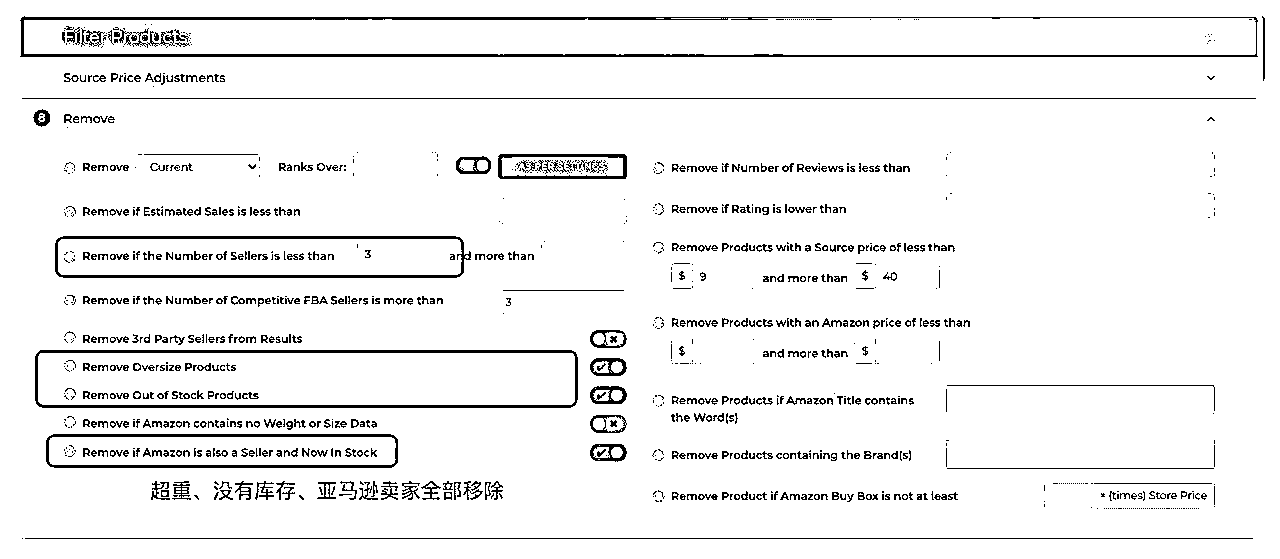 Filter Products
Source Price Adjustments
8 Remove
Remove Current Ranks Over: AS PER SETTINGS
Remove if Estimated Sales is less than
Remove if the Number of Sellers is less than 3 and more than
Remove if the Number of Competitive FBA Sellers is more than 3
Remove 3rd Party Sellers from Results
Remove Oversize Products
Remove Out of Stock Products
Remove if Amazon contains no Weight or Size Data
Remove if Amazon is also a Seller and Now In Stock
超重、没有库存、亚马逊卖家全部移除
Remove if Number of Reviews is less than
Remove if Rating is lower than
Remove Products with a Source price of less than
$ 9 and more than $ 40
Remove Products with an Amazon price of less than
$ and more than $
Remove Products if Amazon Title contains
the Word(s)
Remove Products containing the Brand(s)
Remove Product if Amazon Buy Box is not at least × (times) Store Price